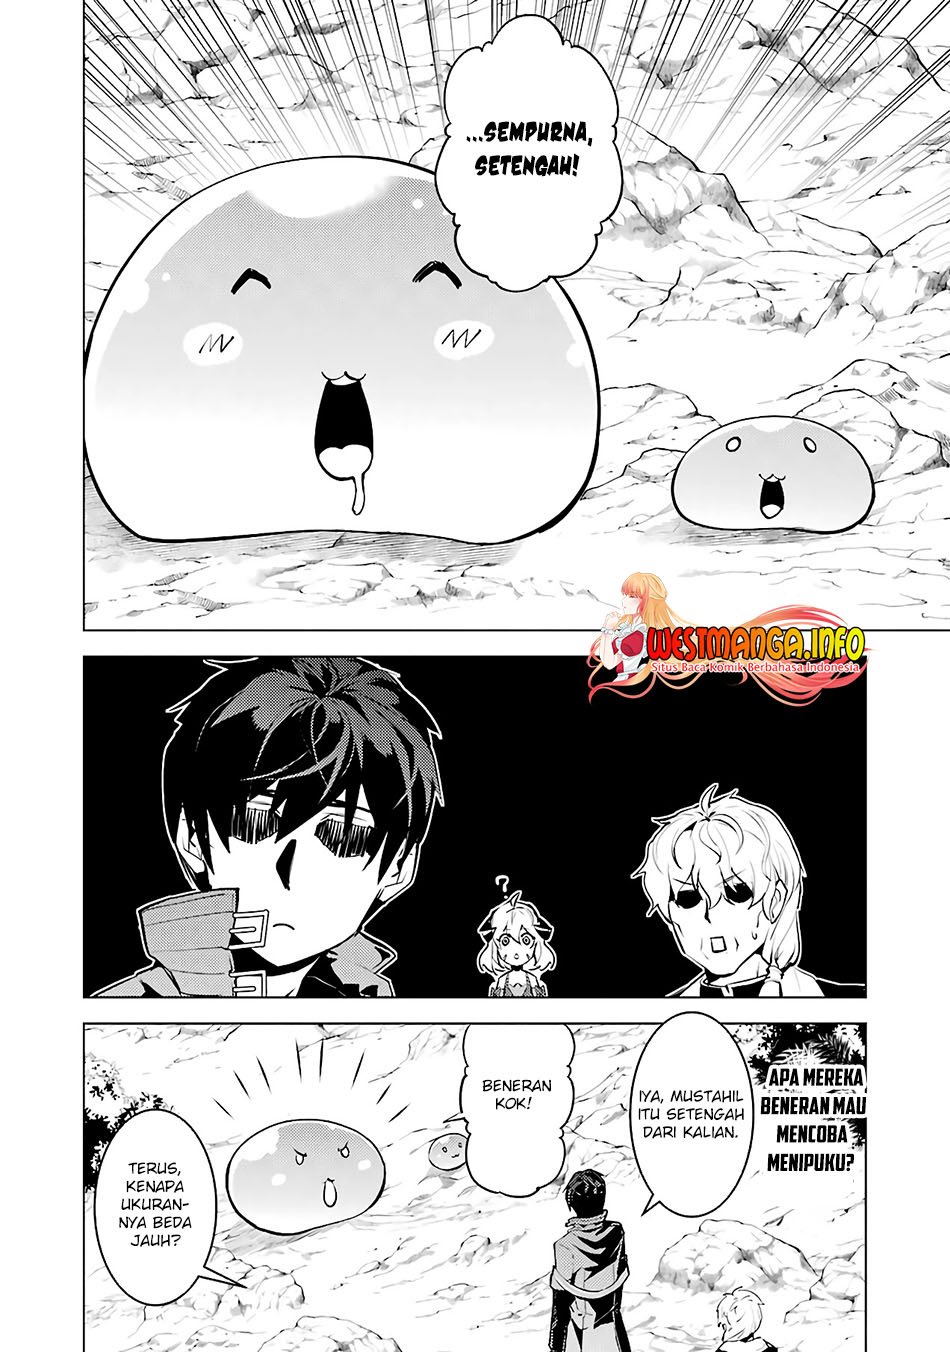 ...SEMPURNA,
SETENGAH!
WESTMANGA.INFO
Situs Baca Komik Berbahasa Indonesia
?
APA MEREKA
BENERAN MAU
MENCOBA
MENIPUKU?
IYA, MUSTAHIL
ITU SETENGAH
DARI KALIAN.
BENERAN
KOK!
TERUS,
KENAPA
UKURAN-
NYA BEDA
JAUH?